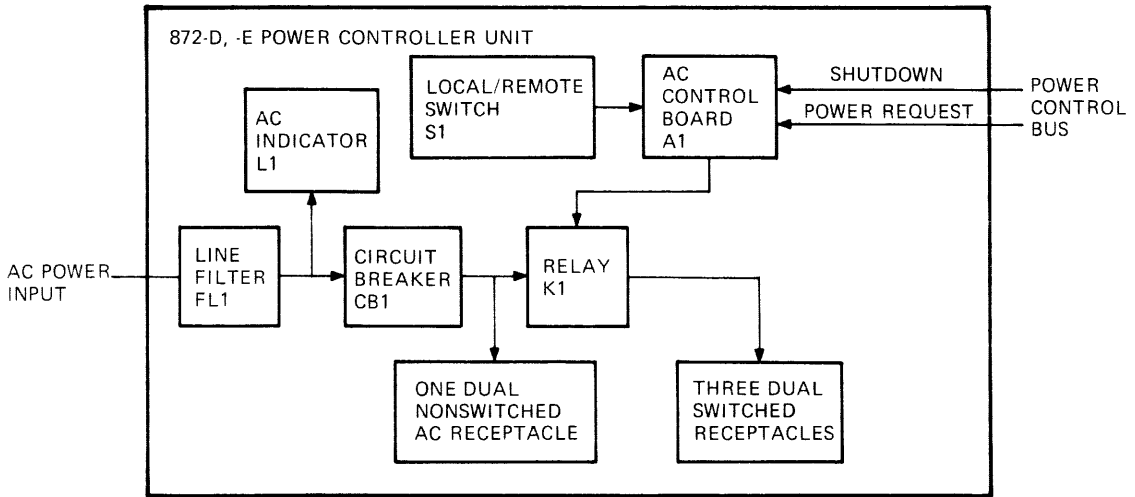 872-D, -E POWER CONTROLLER UNIT
LOCAL/REMOTE
SWITCH
S1
AC
CONTROL
BOARD
A1
SHUTDOWN
POWER REQUEST
POWER
CONTROL
BUS
AC
INDICATOR
L1
AC POWER
INPUT
LINE
FILTER
FL1
CIRCUIT
BREAKER
CB1
RELAY
K1
ONE DUAL
NONSWITCHED
AC RECEPTACLE
THREE DUAL
SWITCHED
RECEPTACLES